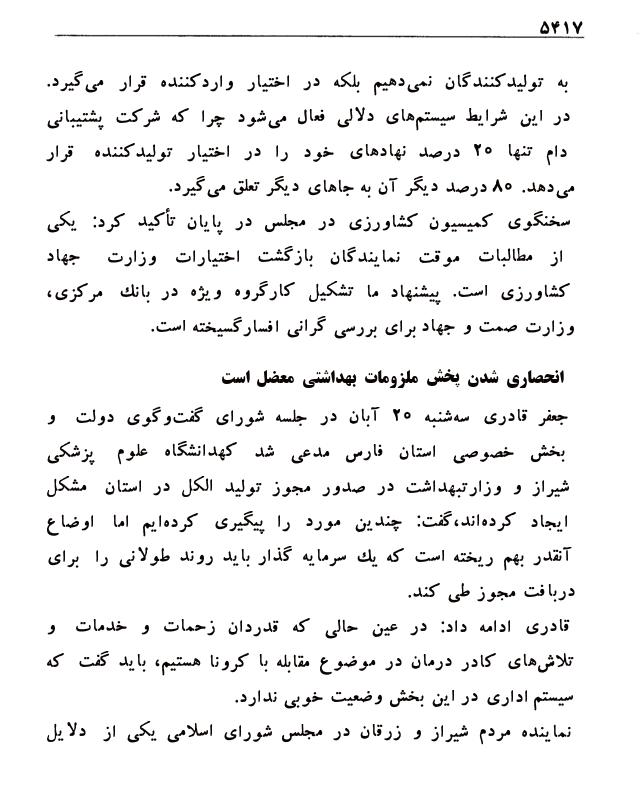 ۵۴۱۷
به تولیدکنندگان نمی‌دهیم بلکه در اختیار واردکننده قرار می‌گیرد.
در این شرایط سیستم‌های دلالی فعال می‌شود چرا که شرکت پشتیبانی
دام تنها ۲۰ درصد نهادهای خود را در اختیار تولیدکننده قرار
می‌دهد. ۸۰ درصد دیگر آن به جاهای دیگر تعلق می‌گیرد.
سخنگوی کمیسیون کشاورزی در مجلس در پایان تأکید کرد: یکی
از مطالبات موقت نمایندگان بازگشت اختیارات وزارت جهاد
کشاورزی است. پیشنهاد ما تشکیل کارگروه ویژه در بانك مرکزی،
وزارت صمت و جهاد برای بررسی گرانی افسارگسیخته است.
انحصاری شدن پخش ملزومات بهداشتی معضل است
جعفر قادری سه‌شنبه ۲۰ آبان در جلسه شورای گفت‌وگوی دولت و
بخش خصوصی استان فارس مدعی شد کهدانشگاه علوم پزشکی
شیراز و وزارتبهداشت در صدور مجوز تولید الکل در استان مشکل
ایجاد کرده‌اند،گفت: چندین مورد را پیگیری کرده‌ایم اما اوضاع
آنقدر بهم ریخته است که یك سرمایه گذار باید روند طولانی را برای
دریافت مجوز طی کند.
قادری ادامه داد: در عین حالی که قدردان زحمات و خدمات و
تلاش‌های کادر درمان در موضوع مقابله با کرونا هستیم، باید گفت که
سیستم اداری در این بخش وضعیت خوبی ندارد.
نماینده مردم شیراز و زرقان در مجلس شورای اسلامی یکی از دلایل